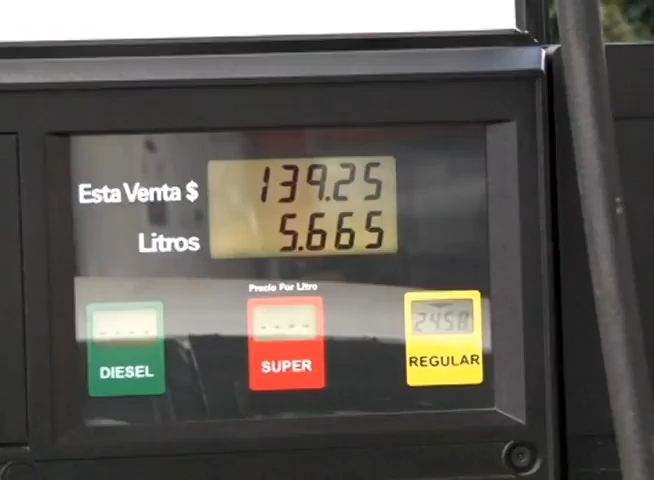 Esta Venta $ 139.25
Litros 5.665
Precio Por Litro
---- ---- 24.58
DIESEL SUPER REGULAR